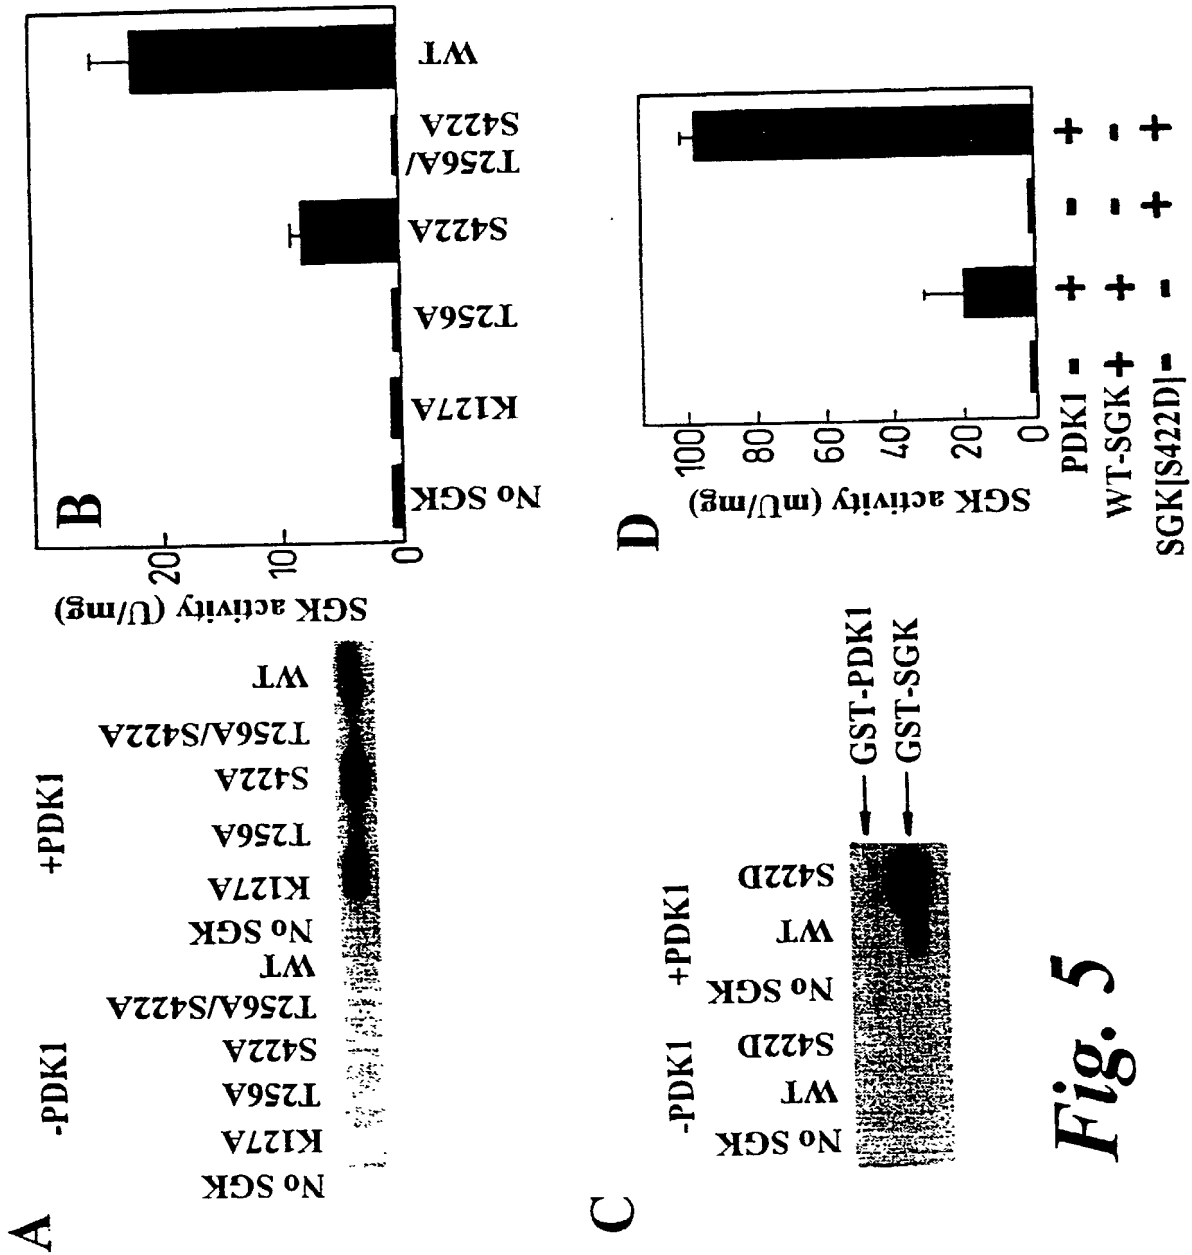 A
-PDK1 +PDK1
No SGK
K127A
T256A
S422A
T256A/S422A
WT
No SGK
K127A
T256A
S422A
T256A/S422A
WT
B
SGK activity (U/mg)
20
10
0
No SGK
K127A
T256A
S422A
T256A/
S422A
WT
C
-PDK1 +PDK1
No SGK
WT
S422D
No SGK
WT
S422D
GST-PDK1
GST-SGK
D
SGK activity (mU/mg)
100
80
60
40
20
0
PDK1 - + - +
WT-SGK + + - -
SGK[S422D] - - + +
Fig. 5